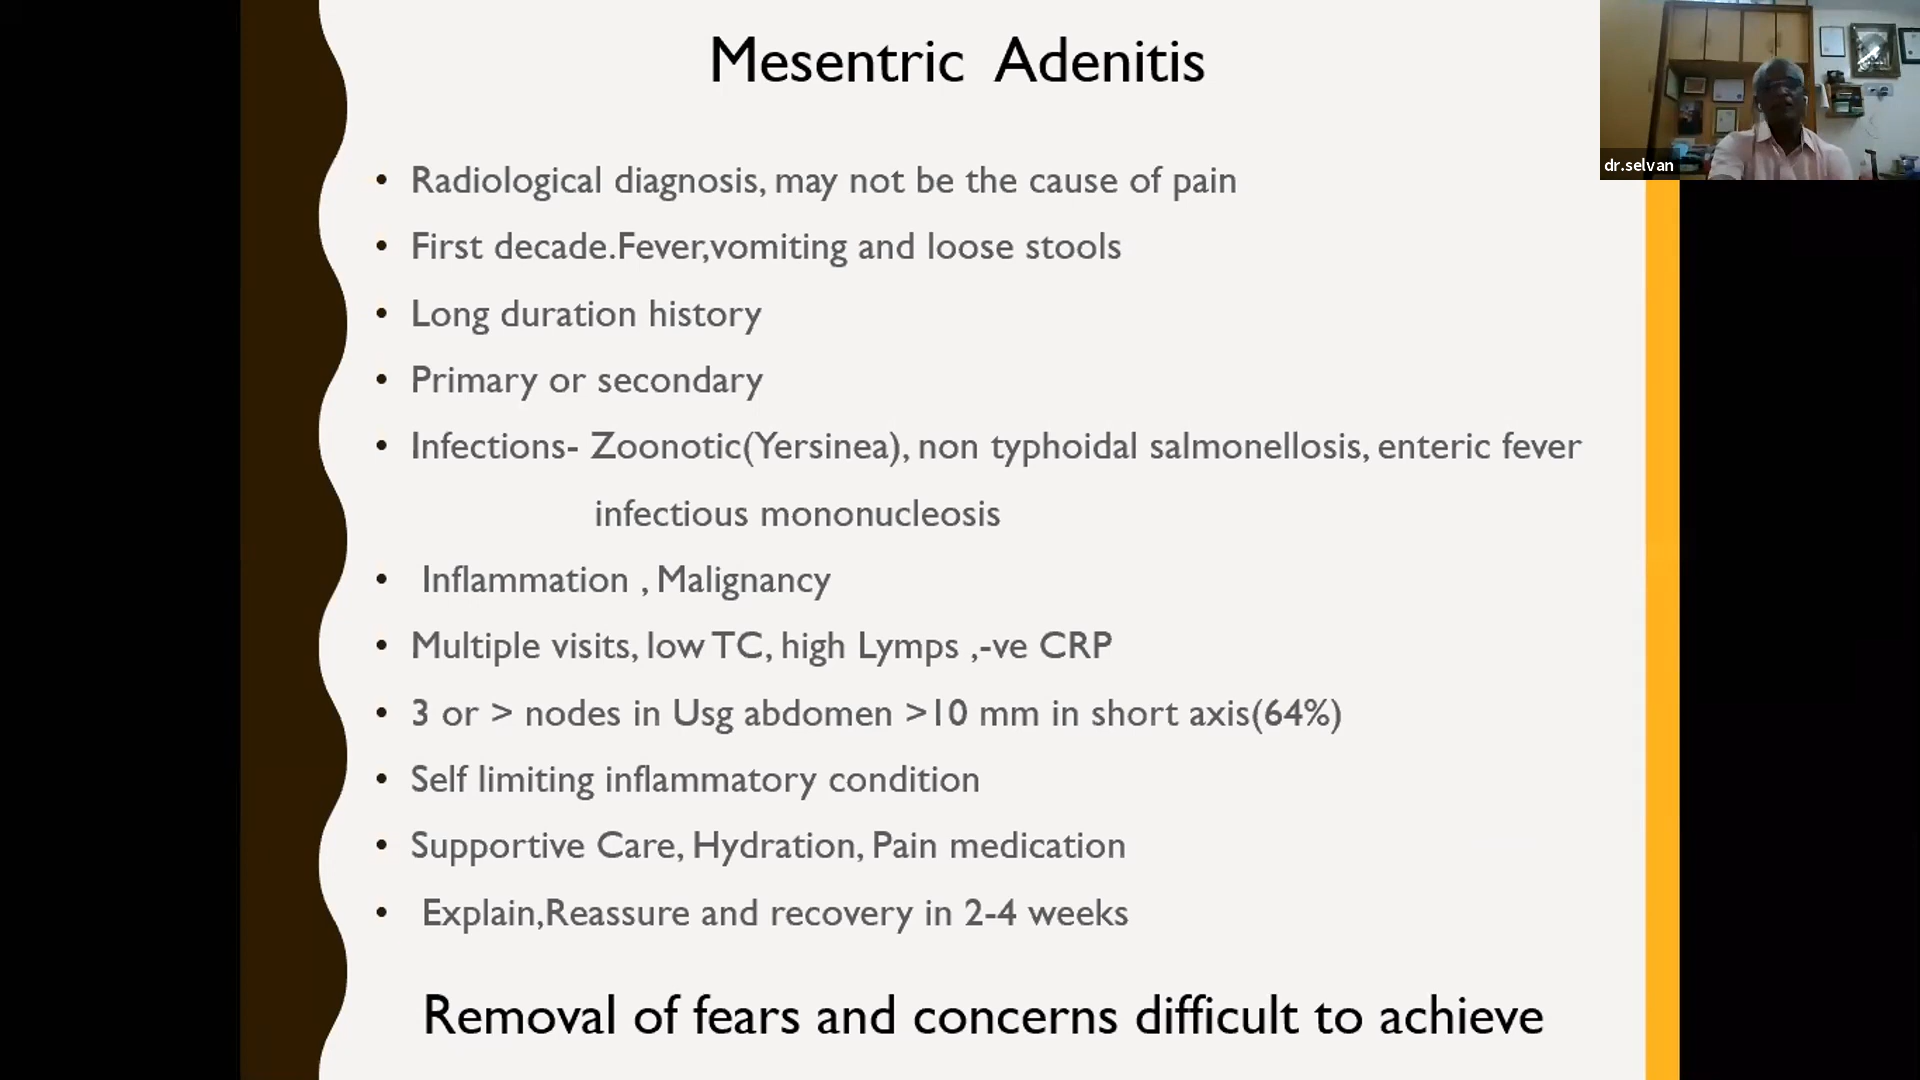 Mesentric Adenitis
dr.selvan
• Radiological diagnosis, may not be the cause of pain
• First decade.Fever,vomiting and loose stools
• Long duration history
• Primary or secondary
• Infections- Zoonotic(Yersinea), non typhoidal salmonellosis, enteric fever
infectious mononucleosis
• Inflammation , Malignancy
• Multiple visits, low TC, high Lymps ,-ve CRP
• 3 or > nodes in Usg abdomen >10 mm in short axis(64%)
• Self limiting inflammatory condition
• Supportive Care, Hydration, Pain medication
• Explain,Reassure and recovery in 2-4 weeks
Removal of fears and concerns difficult to achieve